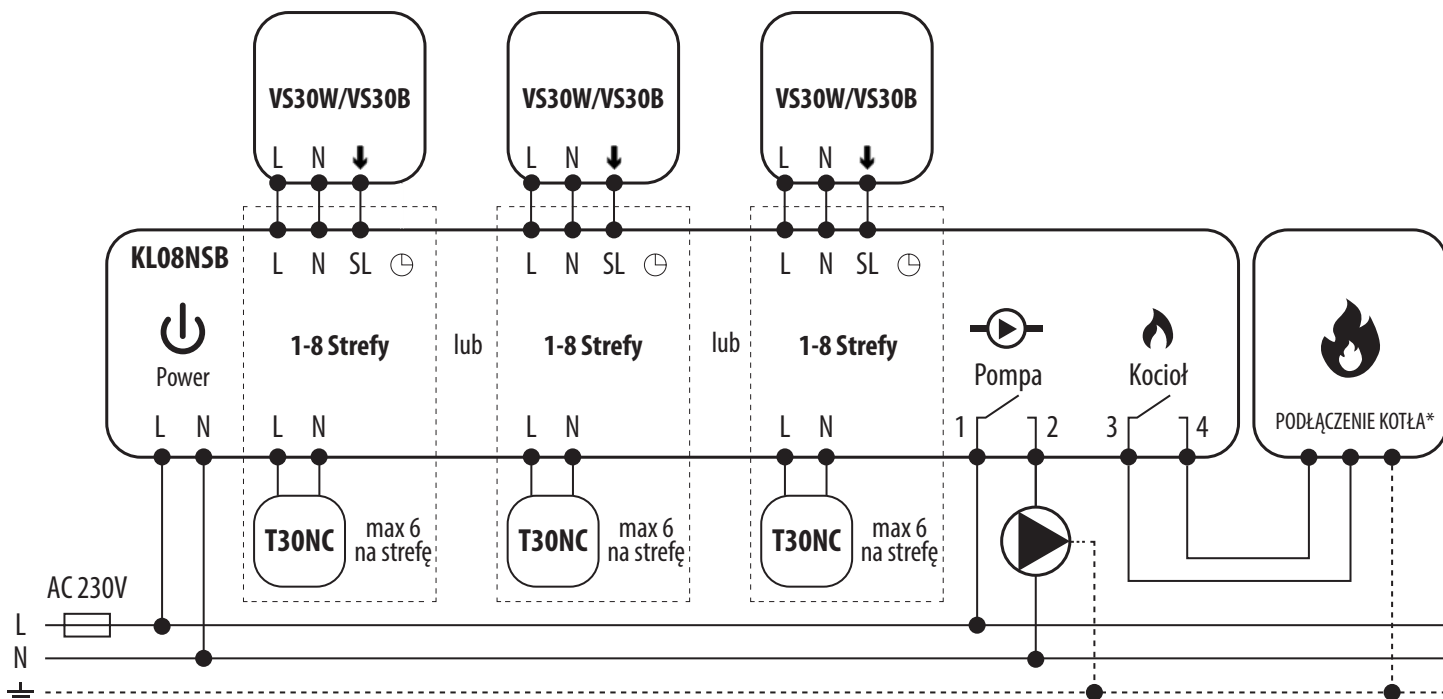 VS30W/VS30B VS30W/VS30B VS30W/VS30B
L N L N L N
KL08NSB
L N SL L N SL L N SL
1-8 Strefy lub 1-8 Strefy lub 1-8 Strefy
Power
Pompa Kocioł
PODŁĄCZENIE KOTŁA*
L N L N L N L N 1 2 3 4
T30NC max 6 na strefę
T30NC max 6 na strefę
T30NC max 6 na strefę
AC 230V
L
N